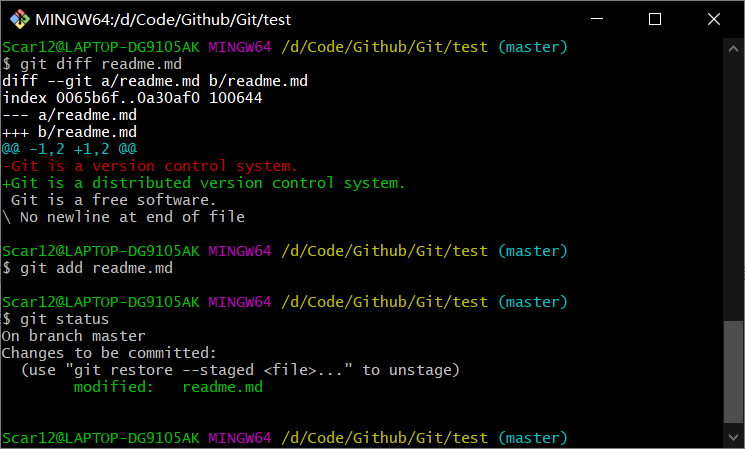 MINGW64:/d/Code/Github/Git/test
Scar12@LAPTOP-DG9105AK MINGW64 /d/Code/Github/Git/test (master)
$ git diff readme.md
diff --git a/readme.md b/readme.md
index 0065b6f..0a30af0 100644
--- a/readme.md
+++ b/readme.md
@@ -1,2 +1,2 @@
-Git is a version control system.
+Git is a distributed version control system.
 Git is a free software.
\ No newline at end of file
Scar12@LAPTOP-DG9105AK MINGW64 /d/Code/Github/Git/test (master)
$ git add readme.md
Scar12@LAPTOP-DG9105AK MINGW64 /d/Code/Github/Git/test (master)
$ git status
On branch master
Changes to be committed:
  (use "git restore --staged <file>..." to unstage)
        modified:   readme.md
Scar12@LAPTOP-DG9105AK MINGW64 /d/Code/Github/Git/test (master)